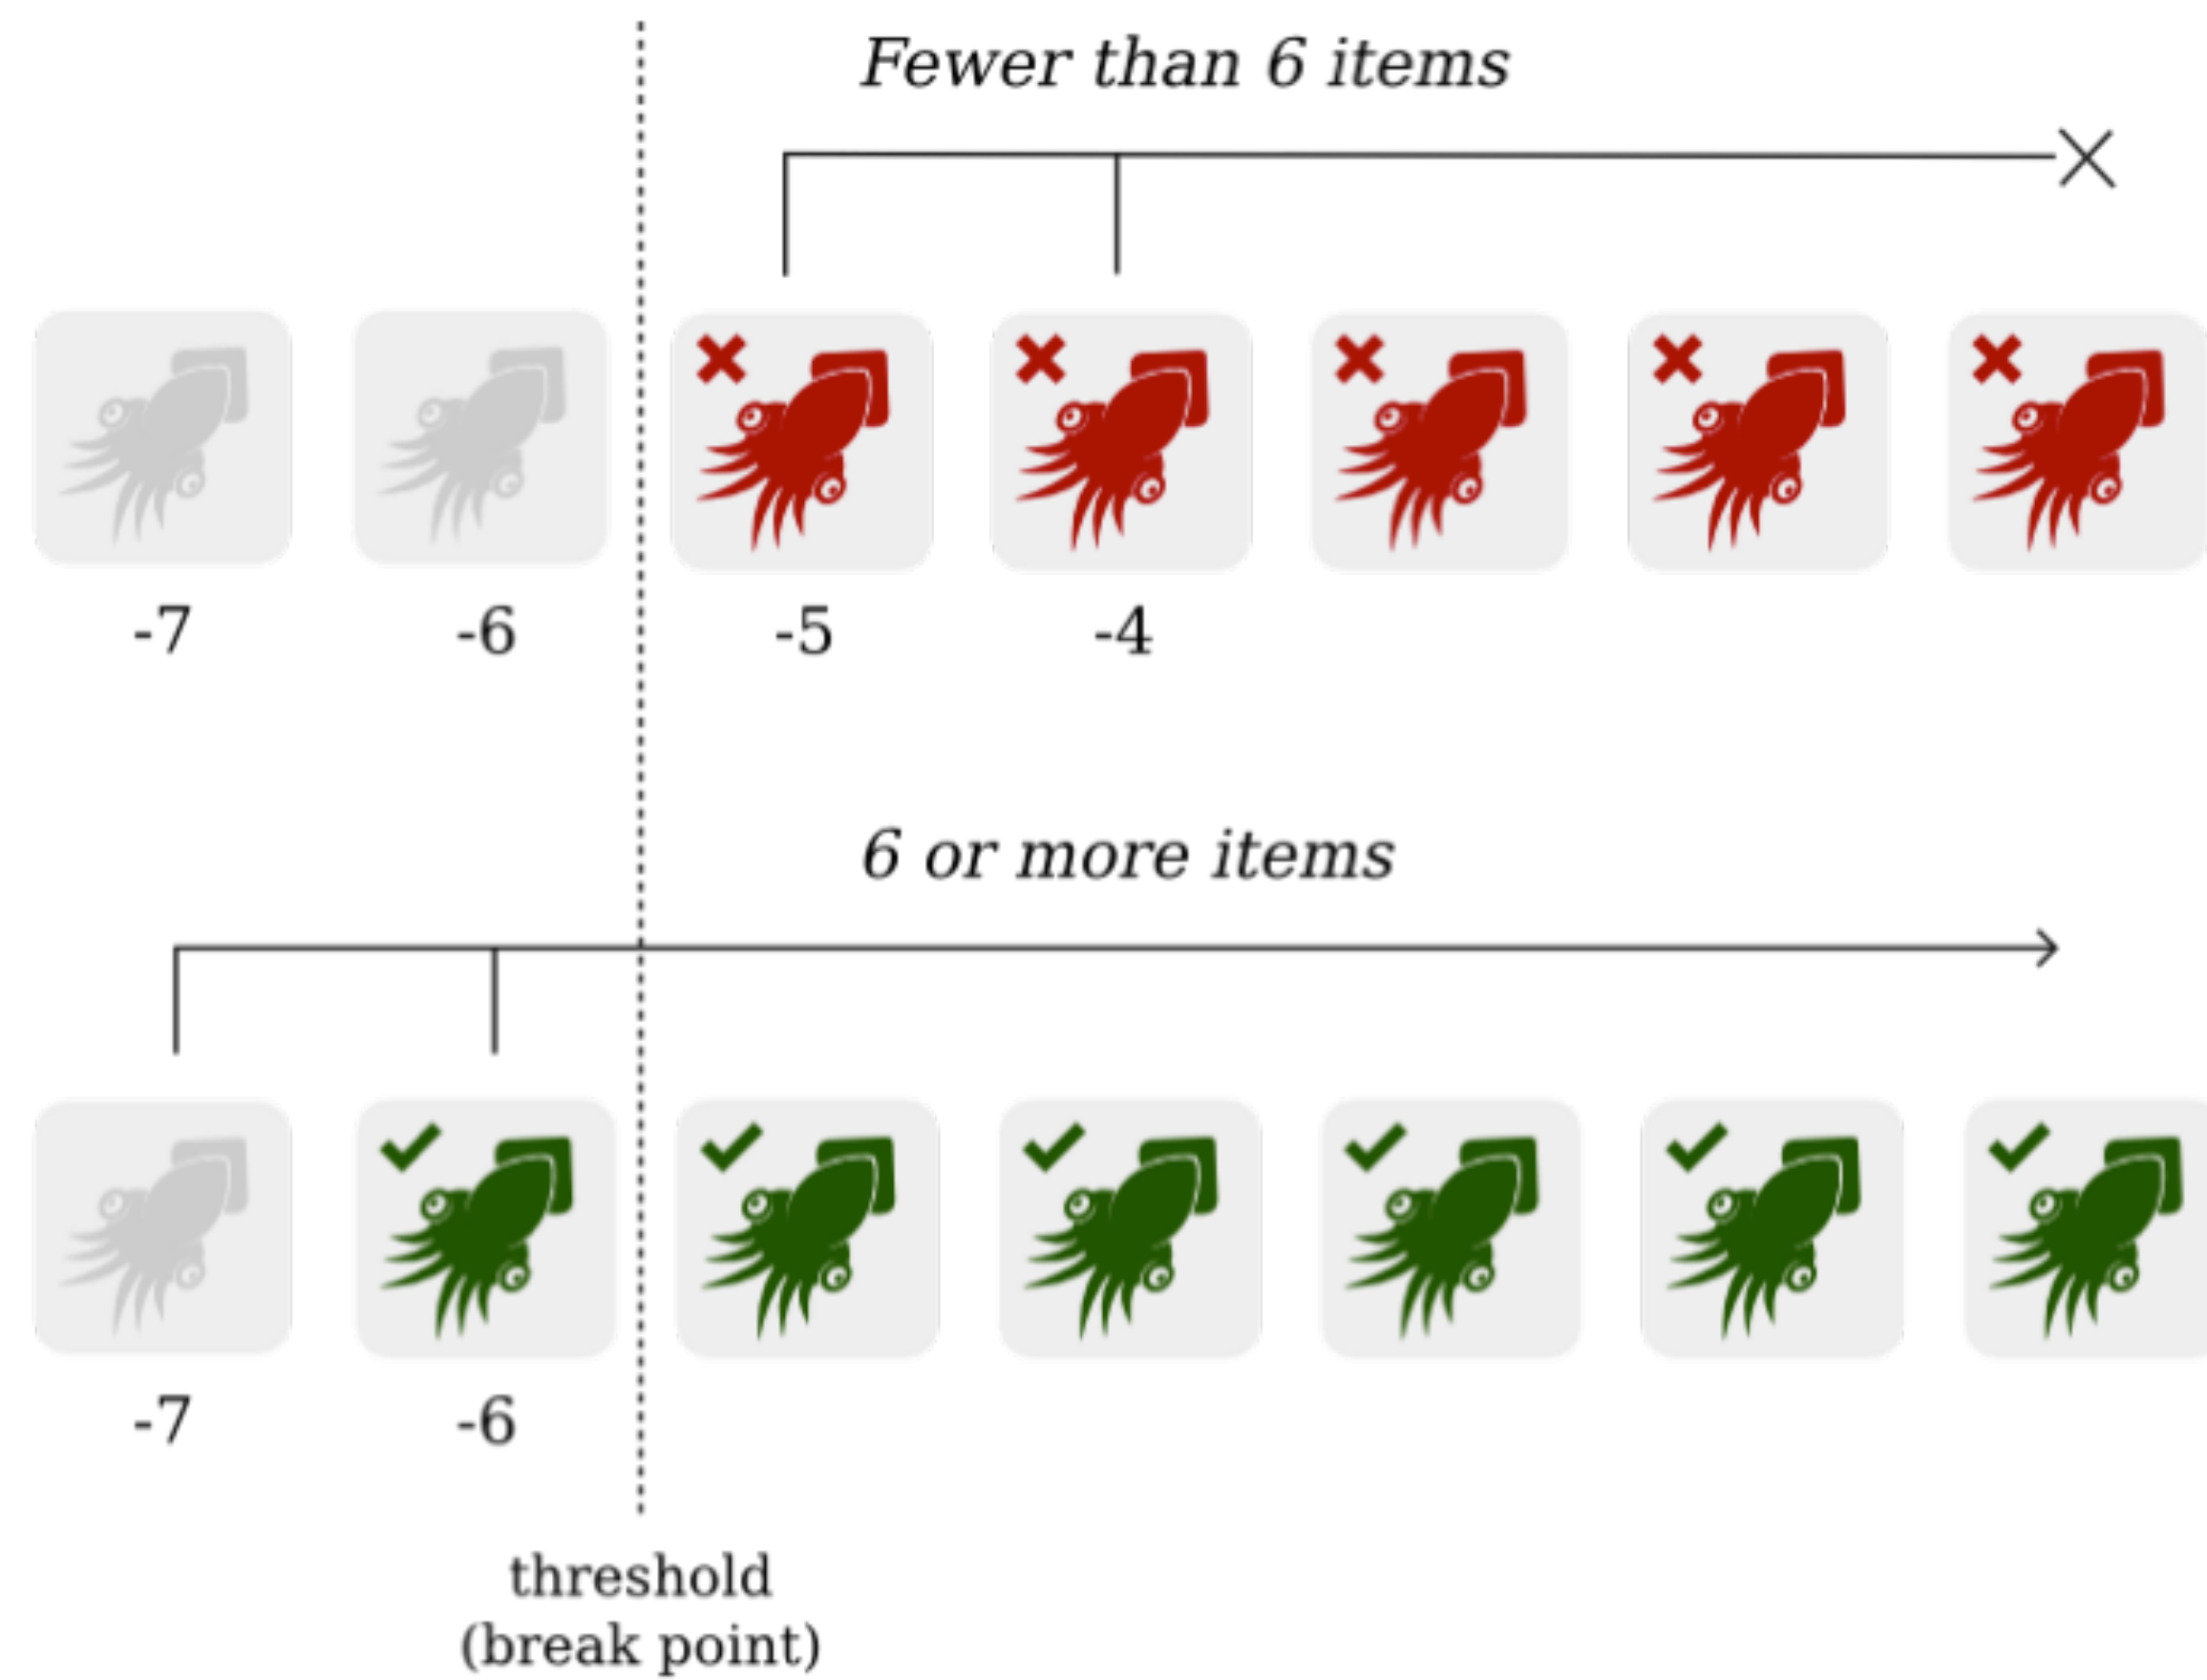 Fewer than 6 items
-7 -6 -5 -4
6 or more items
-7 -6
threshold
(break point)